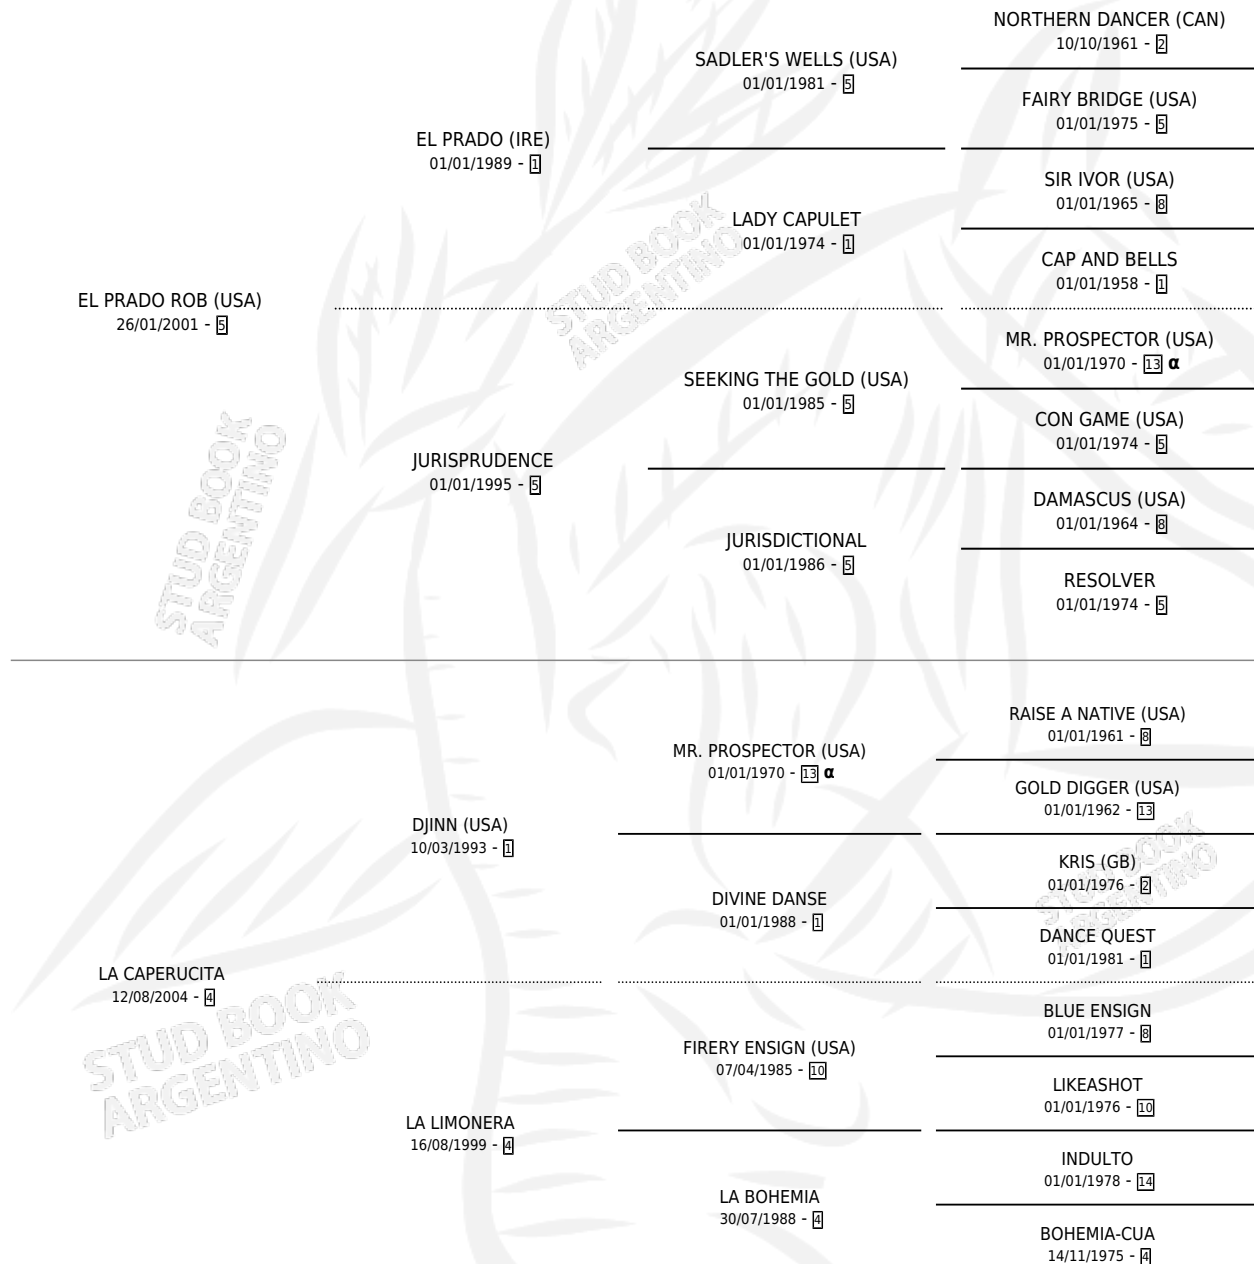 NORTHERN DANCER (CAN)
10/10/1961 - 2
SADLER'S WELLS (USA)
01/01/1981 - 5
FAIRY BRIDGE (USA)
01/01/1975 - 5
EL PRADO (IRE)
01/01/1989 - 1
SIR IVOR (USA)
01/01/1965 - 8
LADY CAPULET
01/01/1974 - 1
CAP AND BELLS
01/01/1958 - 1
EL PRADO ROB (USA)
26/01/2001 - 5
MR. PROSPECTOR (USA)
01/01/1970 - 13 α
SEEKING THE GOLD (USA)
01/01/1985 - 5
CON GAME (USA)
01/01/1974 - 5
JURISPRUDENCE
01/01/1995 - 5
DAMASCUS (USA)
01/01/1964 - 8
JURISDICTIONAL
01/01/1986 - 5
RESOLVER
01/01/1974 - 5
STUD BOOK
ARGENTINO
STUD BOOK
ARGENTINO
RAISE A NATIVE (USA)
01/01/1961 - 8
MR. PROSPECTOR (USA)
01/01/1970 - 13 α
GOLD DIGGER (USA)
01/01/1962 - 13
DJINN (USA)
10/03/1993 - 1
KRIS (GB)
01/01/1976 - 2
DIVINE DANSE
01/01/1988 - 1
DANCE QUEST
01/01/1981 - 1
LA CAPERUCITA
12/08/2004 - 4
BLUE ENSIGN
01/01/1977 - 8
FIRERY ENSIGN (USA)
07/04/1985 - 10
LIKEASHOT
01/01/1976 - 10
LA LIMONERA
16/08/1999 - 4
INDULTO
01/01/1978 - 14
LA BOHEMIA
30/07/1988 - 4
BOHEMIA-CUA
14/11/1975 - 4
STUD BOOK
ARGENTINO
STUD BOOK
ARGENTINO